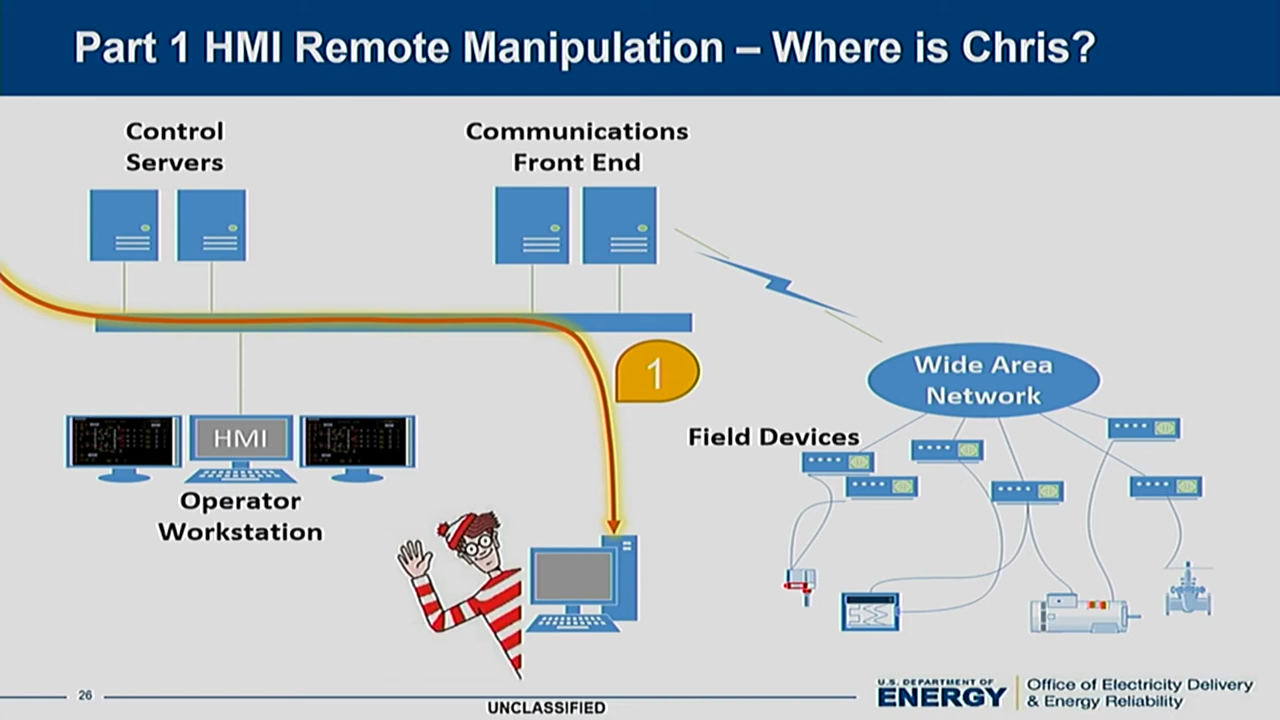 Part 1 HMI Remote Manipulation – Where is Chris?
Control
Servers
Communications
Front End
1
Wide Area
Network
Field Devices
HMI
Operator
Workstation
26
UNCLASSIFIED
U.S. DEPARTMENT OF
ENERGY
Office of Electricity Delivery
& Energy Reliability